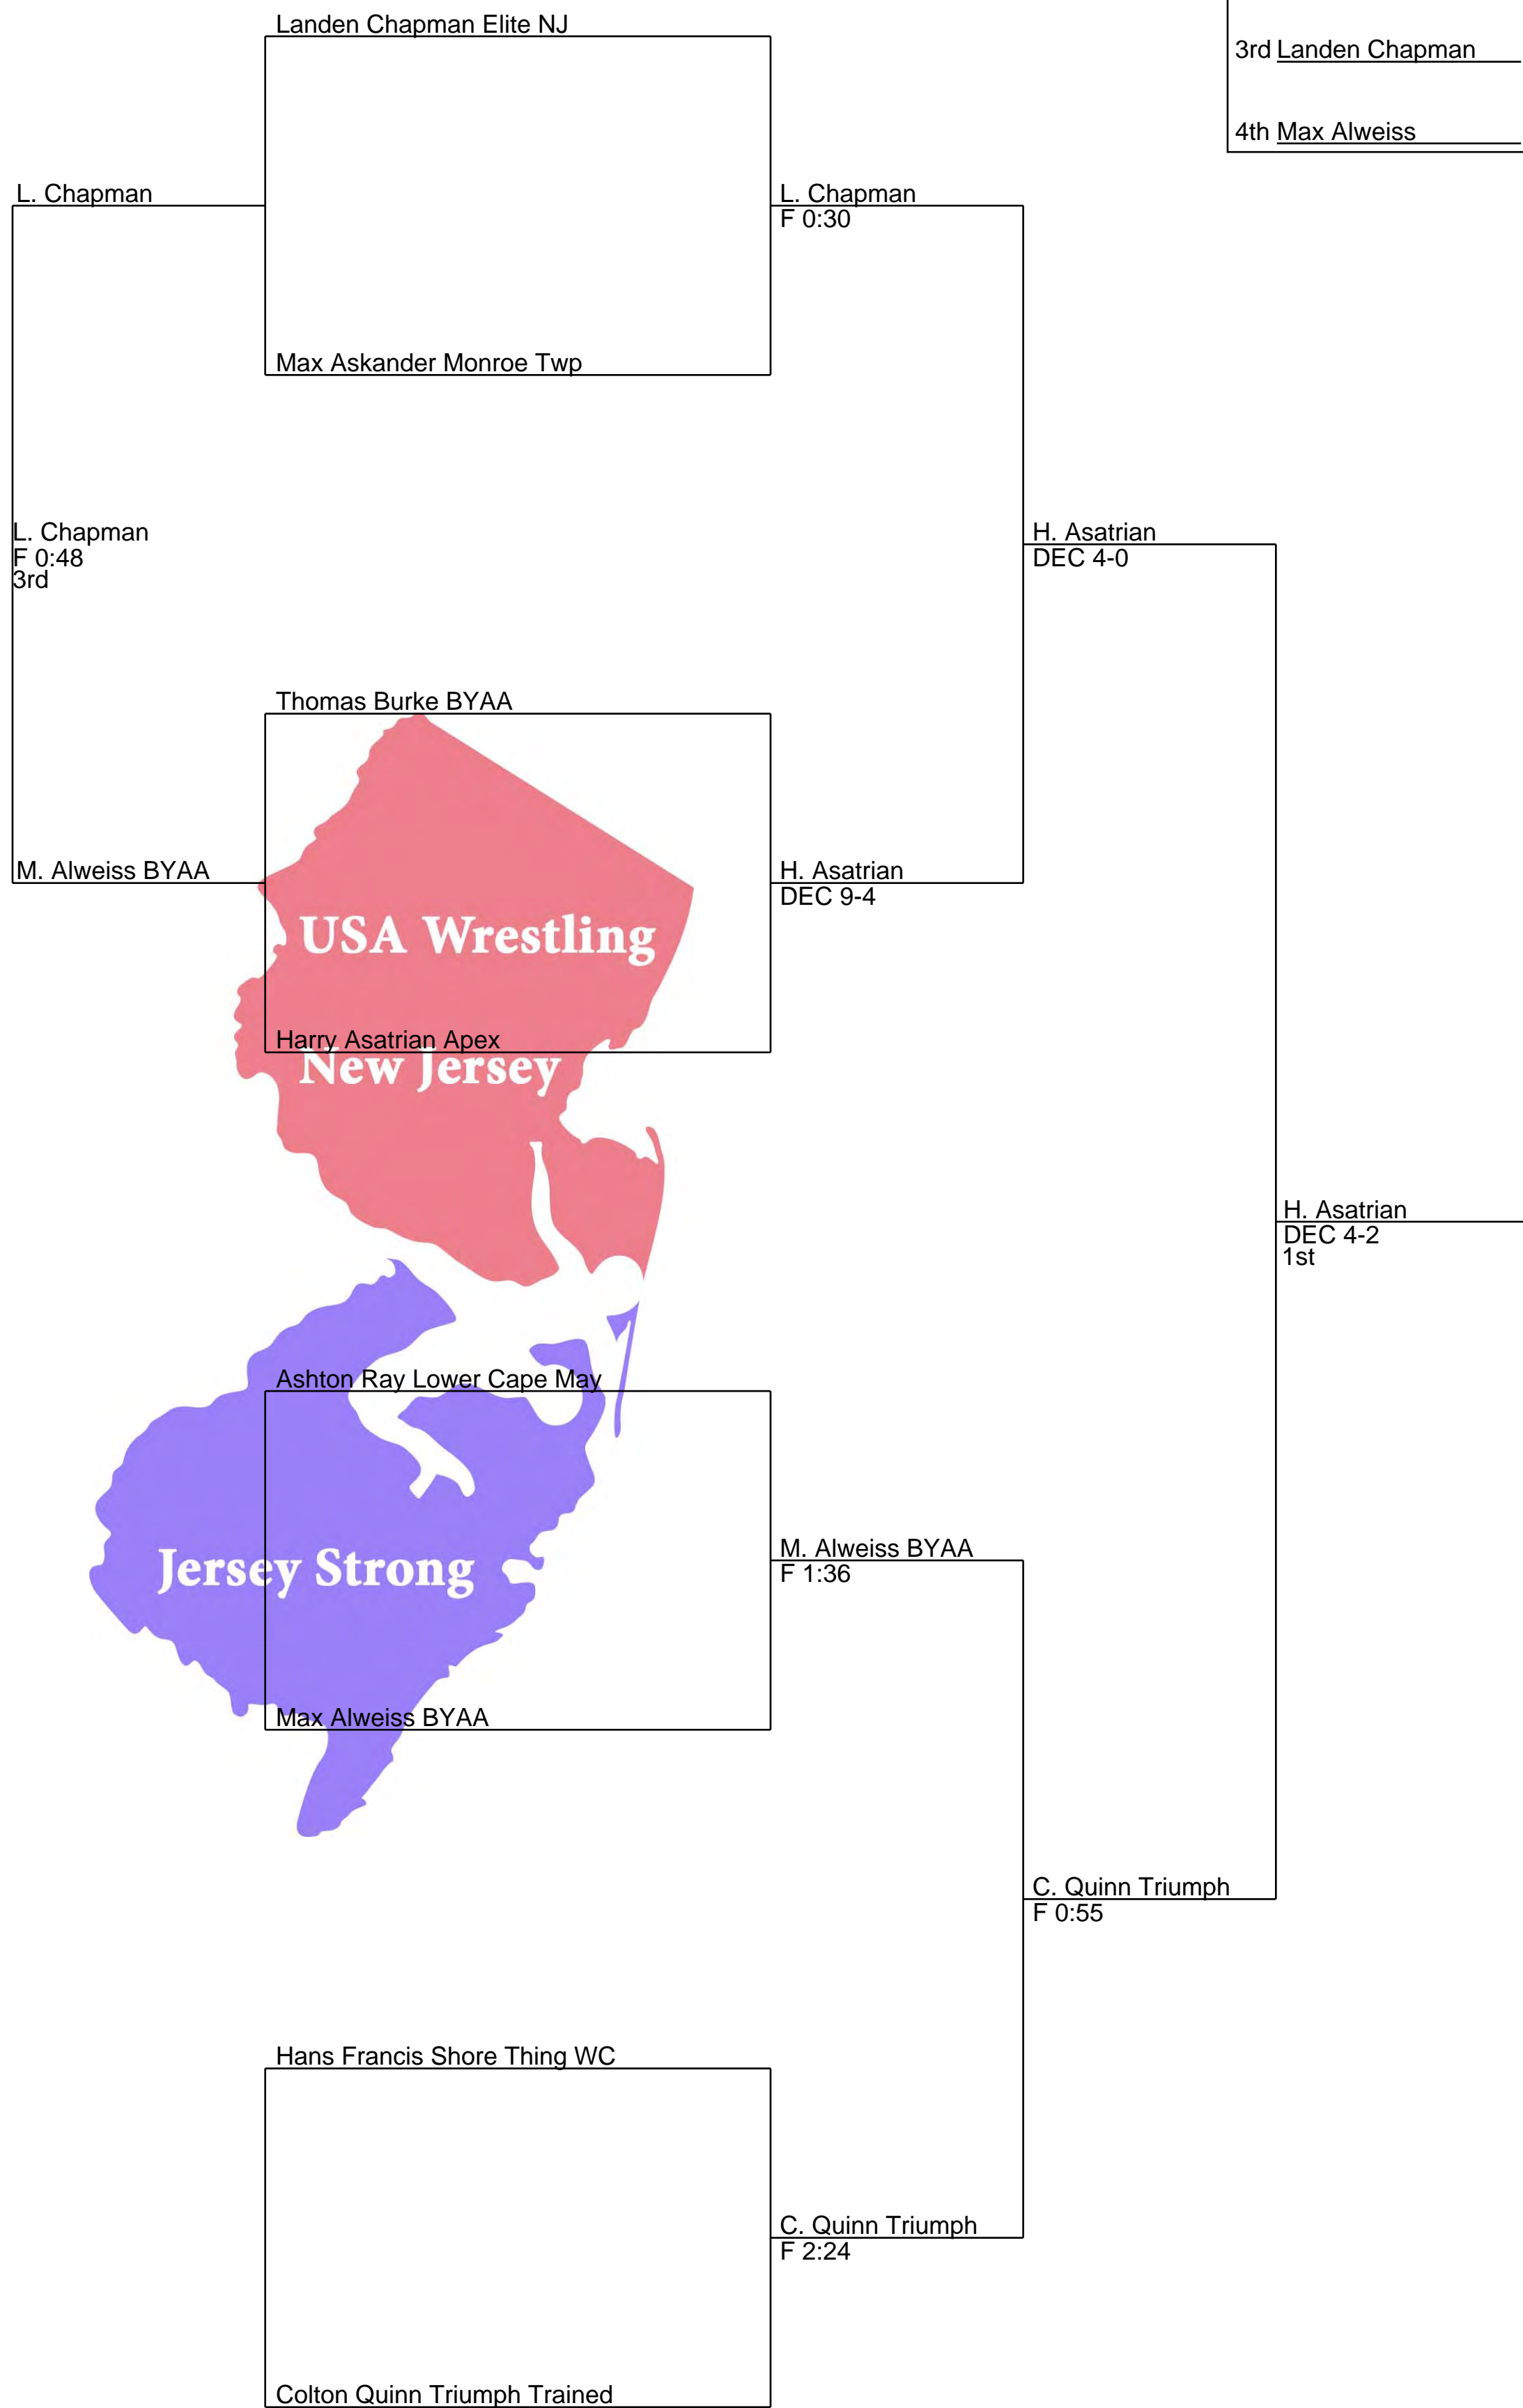 Landen Chapman Elite NJ
3rd Landen Chapman
4th Max Alweiss
L. Chapman
L. Chapman
F 0:30
Max Askander Monroe Twp
L. Chapman
F 0:48
3rd
H. Asatrian
DEC 4-0
Thomas Burke BYAA
M. Alweiss BYAA
H. Asatrian
DEC 9-4
USA Wrestling
Harry Asatrian Apex
New Jersey
H. Asatrian
DEC 4-2
1st
Ashton Ray Lower Cape May
M. Alweiss BYAA
F 1:36
Jersey Strong
Max Alweiss BYAA
C. Quinn Triumph
F 0:55
Hans Francis Shore Thing WC
C. Quinn Triumph
F 2:24
Colton Quinn Triumph Trained